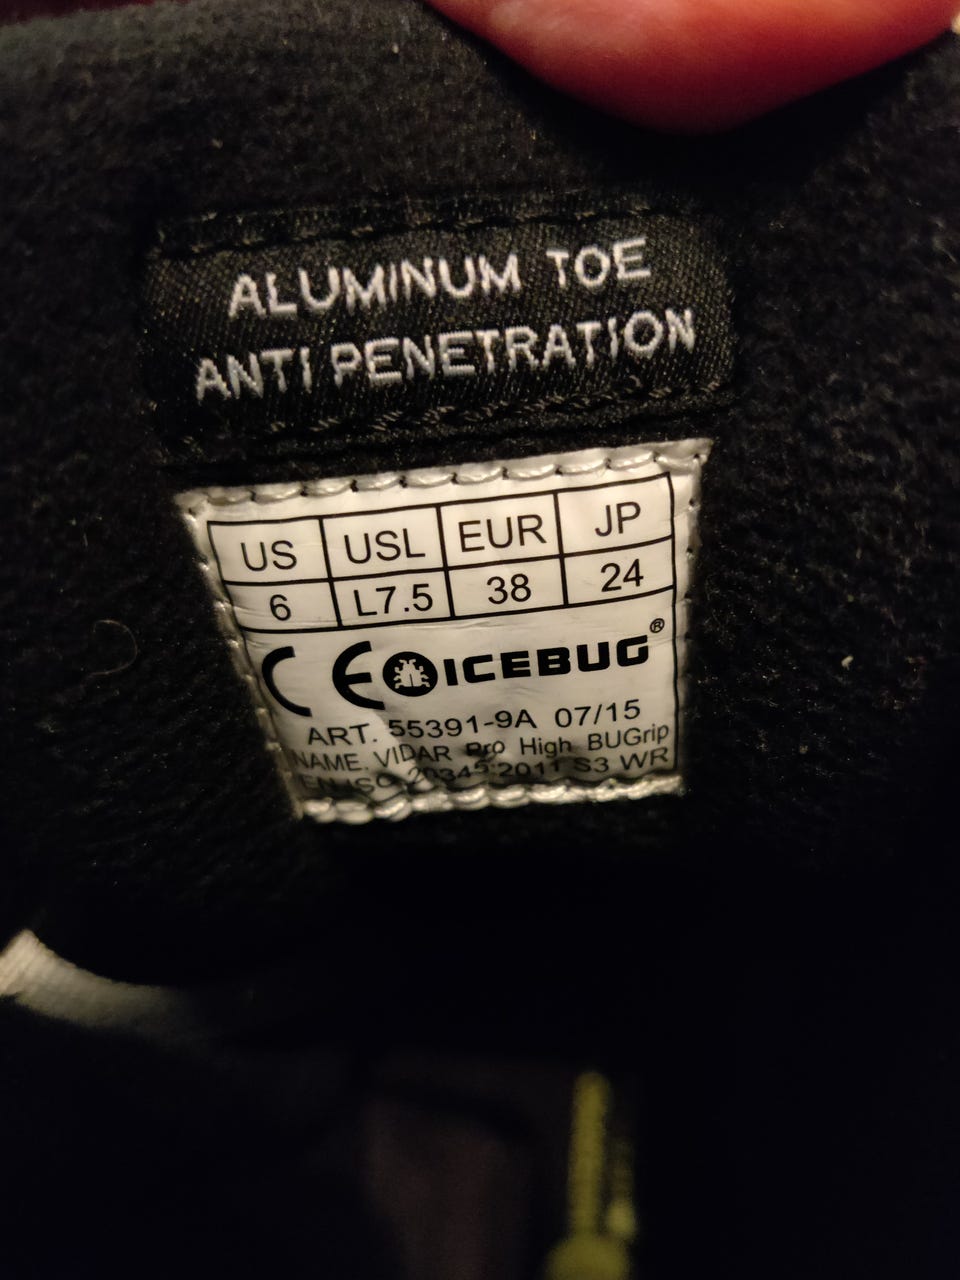 ALUMINUM TOE
ANTI PENETRATION
US USL EUR JP
6 L7.5 38 24
CE ICEBUG®
ART. 55391-9A 07/15
NAME. VIDAR Pro High BUGrip
EN ISO 20345:2011 S3 WR